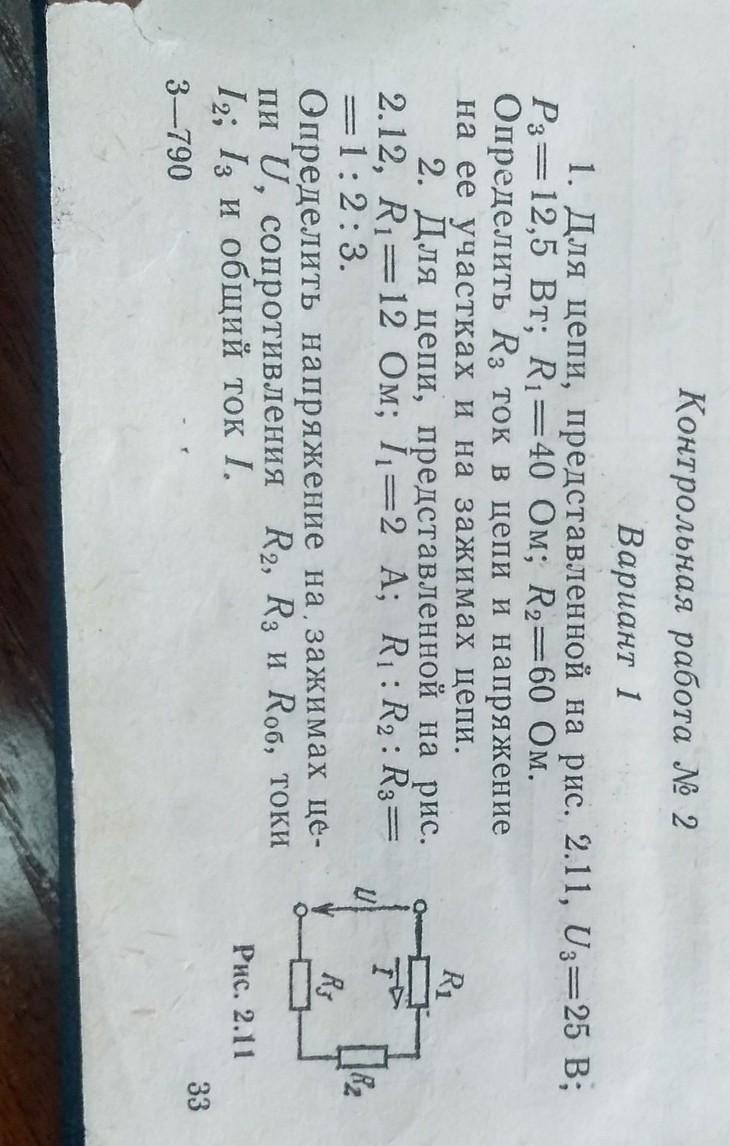 Контрольная работа № 2
Вариант 1
1. Для цепи, представленной на рис. 2.11, U₃=25 В;
P₃=12,5 Вт; R₁=40 Ом; R₂=60 Ом.
Определить R₃ ток в цепи и напряжение
на ее участках и на зажимах цепи.
2. Для цепи, представленной на рис.
2.12, R₁=12 Ом; I₁=2 А; R₁ : R₂ : R₃=
=1 : 2 : 3.
Определить напряжение на зажимах це-
пи U, сопротивления R₂, R₃ и Rоб, токи
I₂; I₃ и общий ток I.
3—790
R₁
I
U
R₂
R₃
Рис. 2.11
33